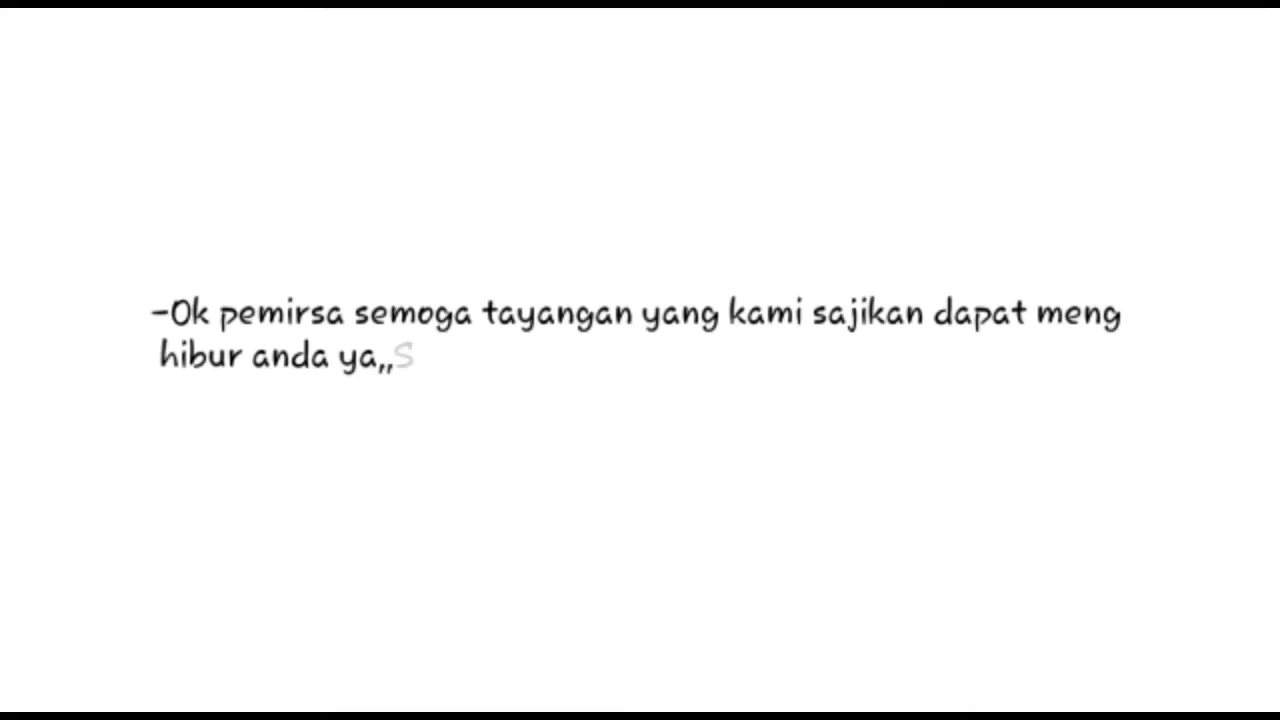 -Ok pemirsa semoga tayangan yang kami sajikan dapat meng
hibur anda ya,,S